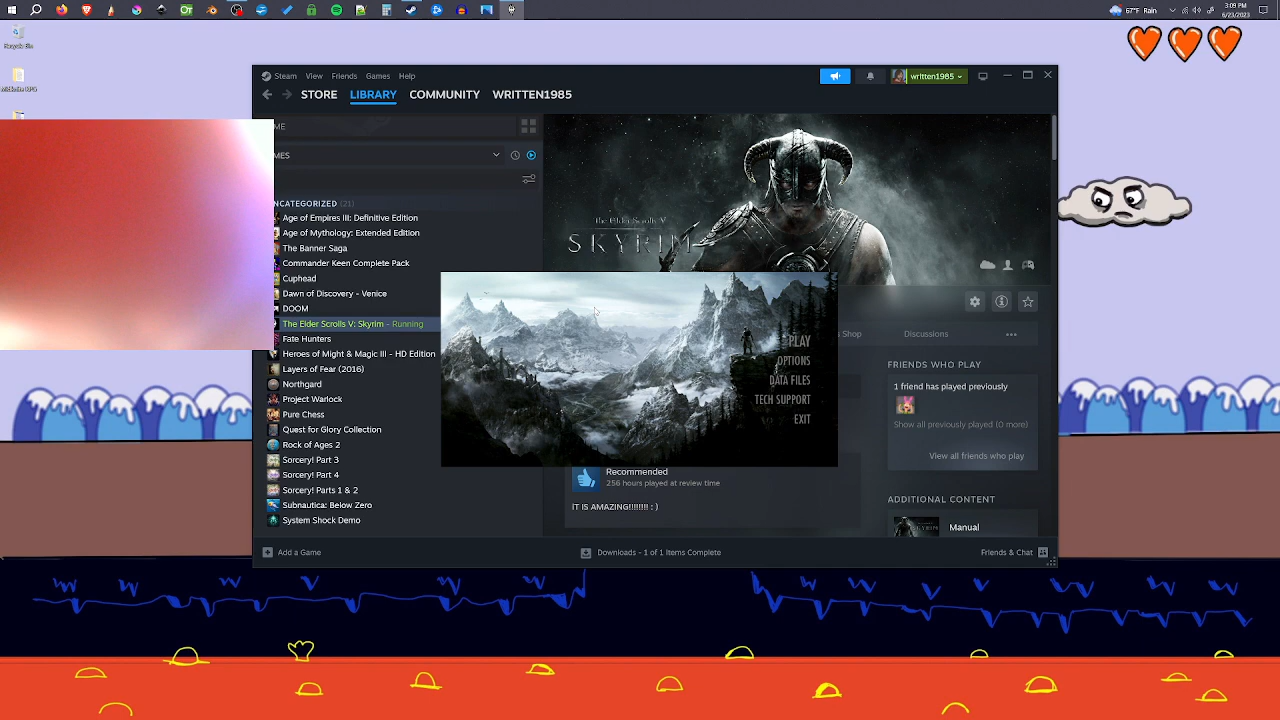 67°F Rain
3:09 PM
6/23/2023
Recycle Bin
Steam View Friends Games Help
written1985
STORE LIBRARY COMMUNITY WRITTEN1985
ME
MES
NCATEGORIZED (21)
Age of Empires III: Definitive Edition
Age of Mythology: Extended Edition
The Banner Saga
Commander Keen Complete Pack
Cuphead
Dawn of Discovery - Venice
DOOM
The Elder Scrolls V: Skyrim - Running
Fate Hunters
Heroes of Might & Magic III - HD Edition
Layers of Fear (2016)
Northgard
Project Warlock
Pure Chess
Quest for Glory Collection
Rock of Ages 2
Sorcery! Part 3
Sorcery! Part 4
Sorcery! Parts 1 & 2
Subnautica: Below Zero
System Shock Demo
The Elder Scrolls V
SKYRIM
Shop Discussions
PLAY
OPTIONS
DATA FILES
TECH SUPPORT
EXIT
FRIENDS WHO PLAY
1 friend has played previously
Show all previously played (0 more)
View all friends who play
Recommended
256 hours played at review time
IT IS AMAZING!!!!!!! : )
ADDITIONAL CONTENT
SKYRIM
Manual
Add a Game
Downloads - 1 of 1 Items Complete
Friends & Chat